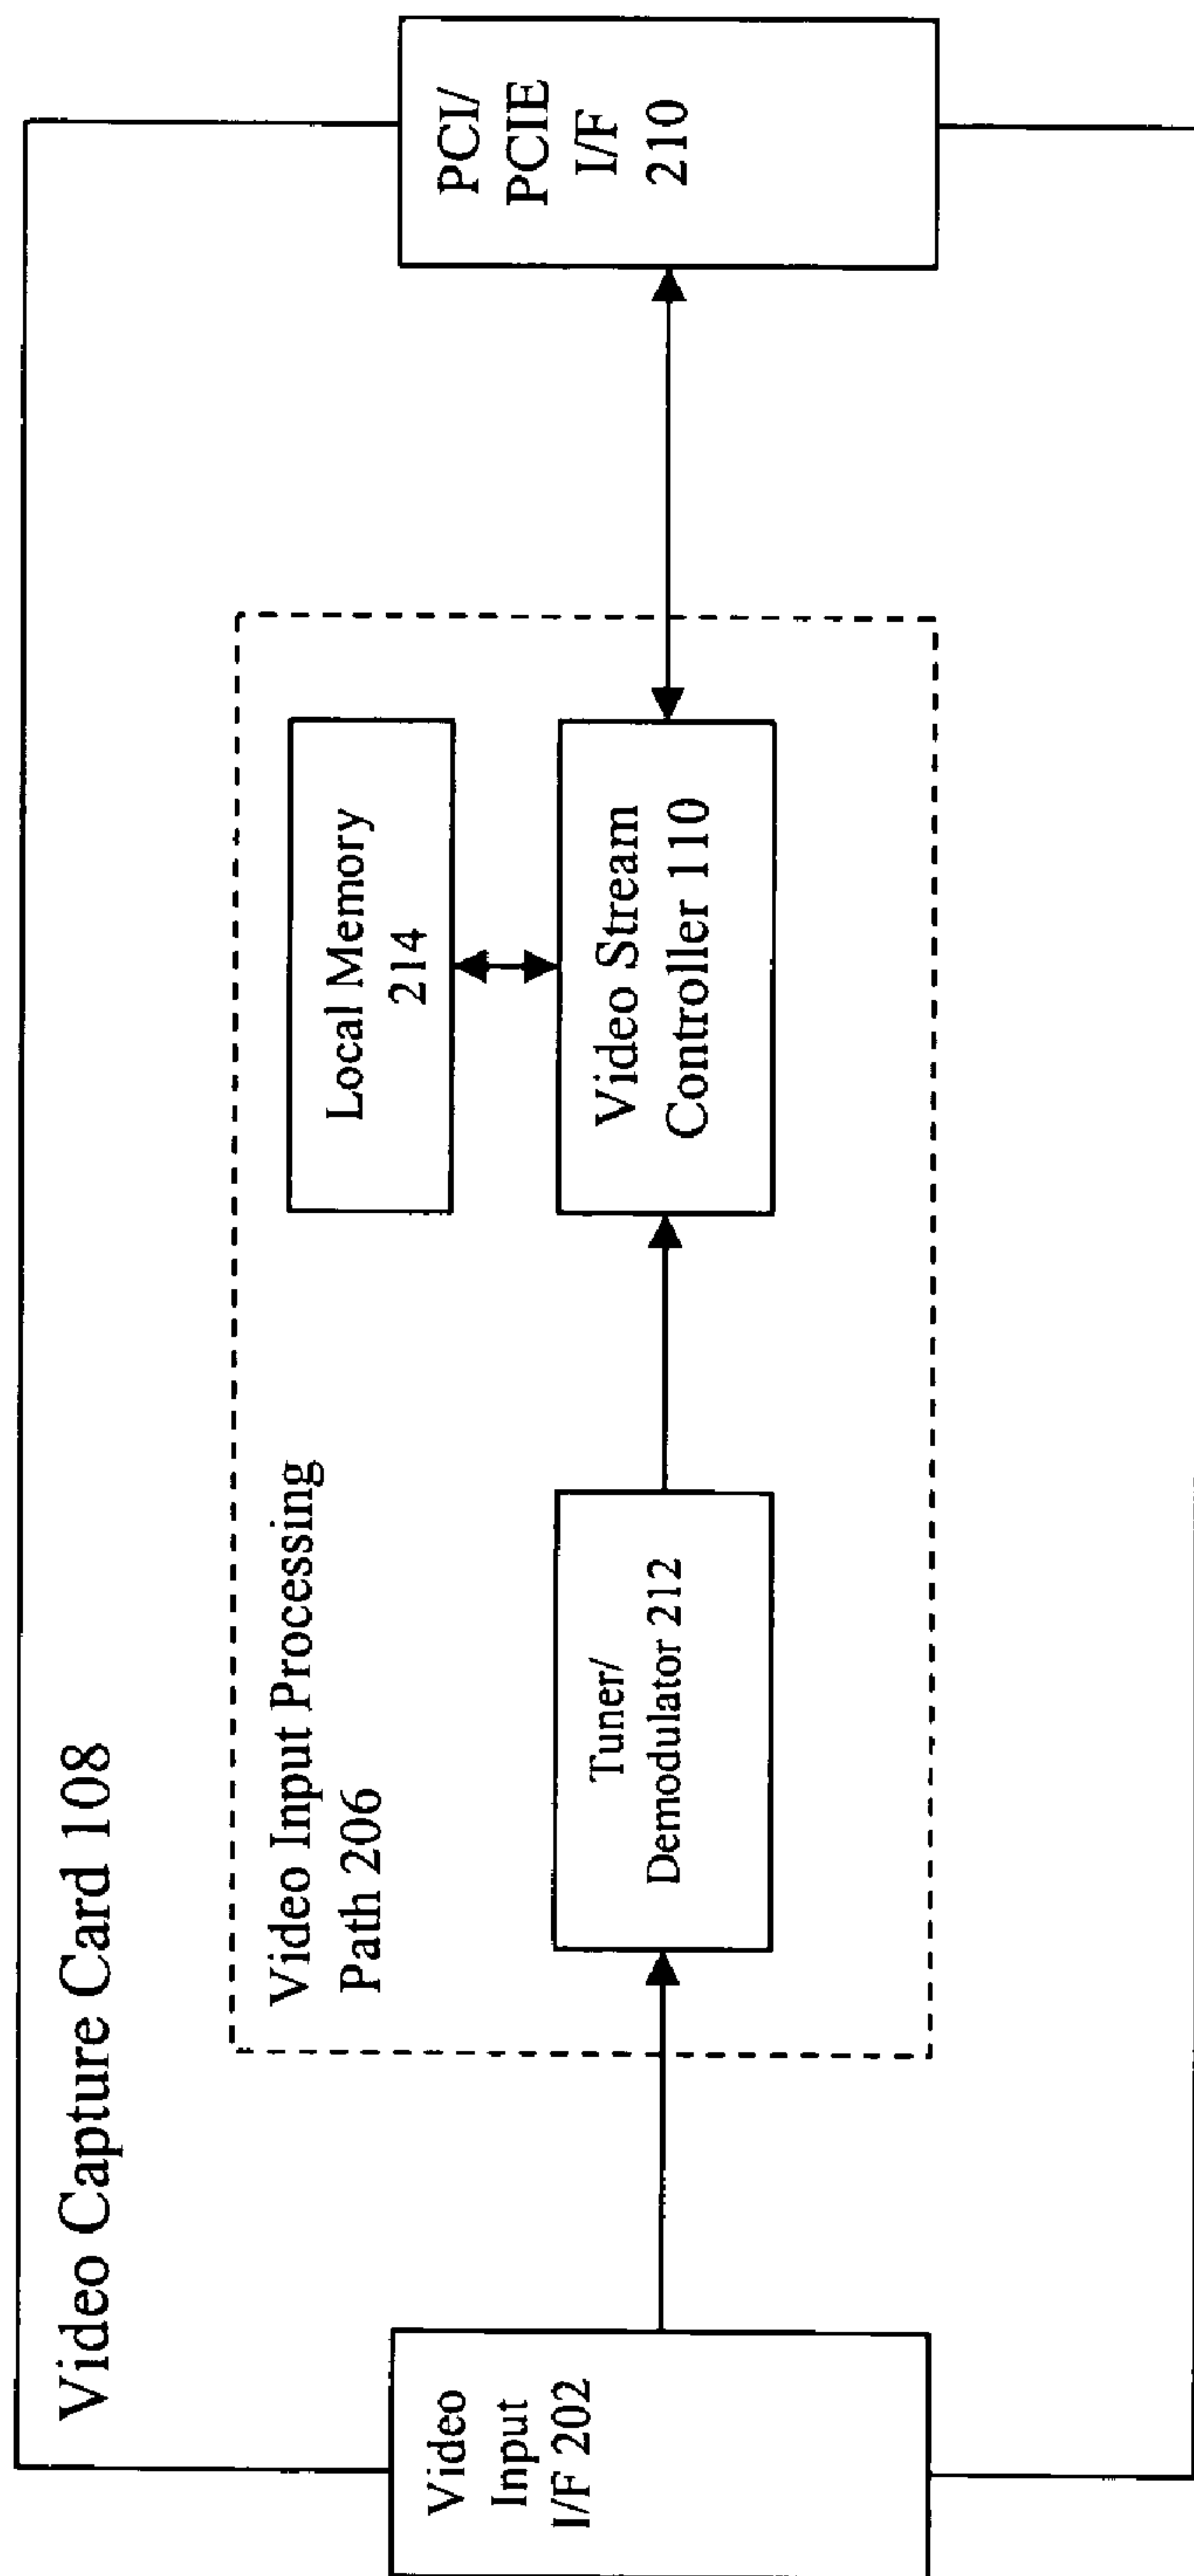 Video Capture Card 108
Video Input Processing
Path 206
Video
Input
I/F 202
Tuner/
Demodulator 212
Local Memory
214
Video Stream
Controller 110
PCI/
PCIE
I/F
210